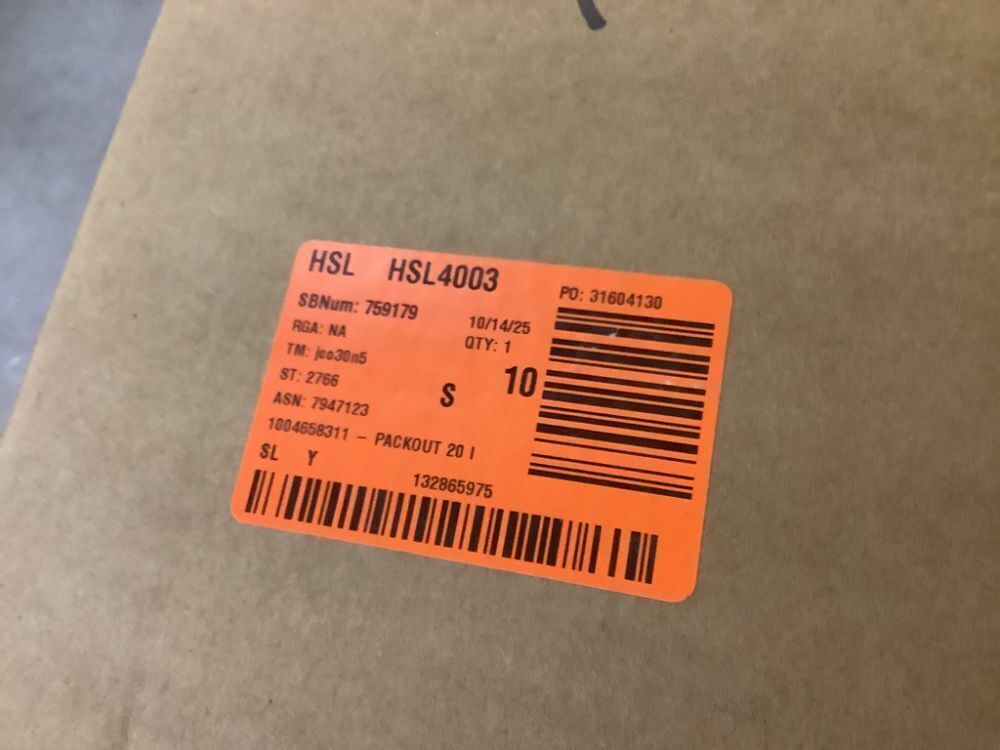 HSL HSL4003
SBNum: 759179
RGA: NA
TM: jco30n5
ST: 2766
ASN: 7947123
10/14/25
QTY: 1
S
10
1004658311 – PACKOUT 20 I
SL Y
132865975
PO: 31604130